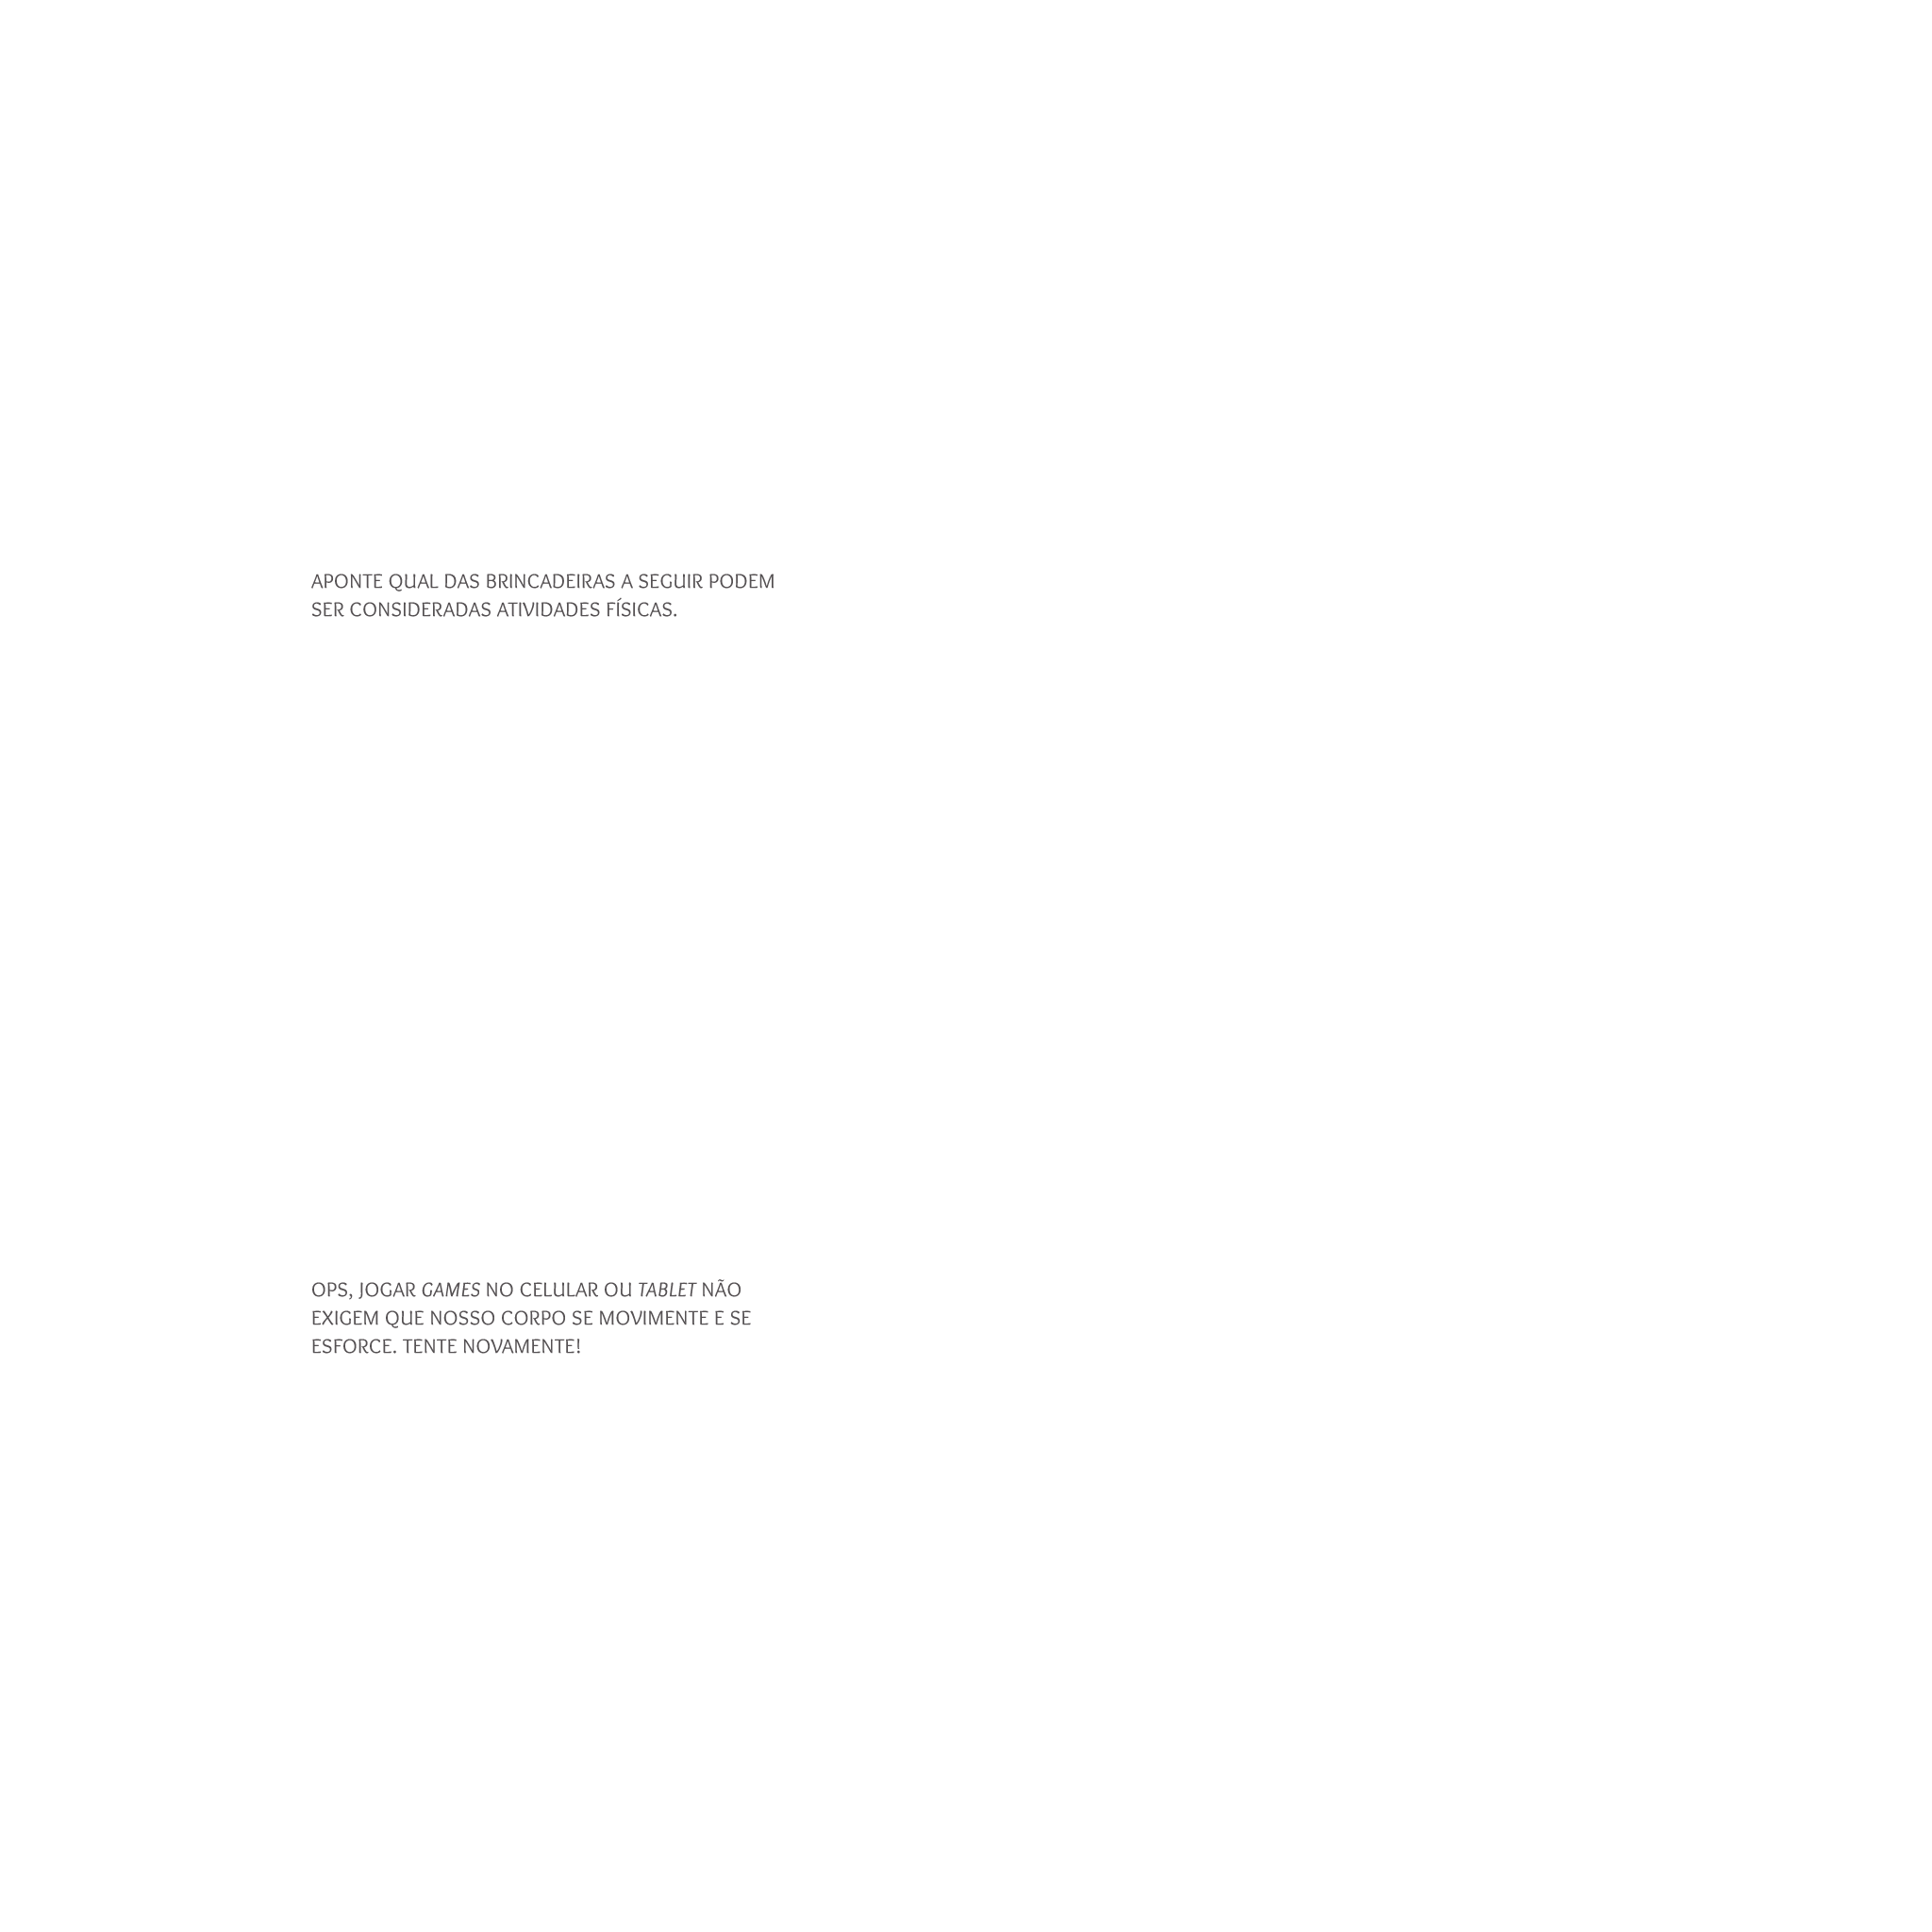 APONTE QUAL DAS BRINCADEIRAS A SEGUIR PODEM
SER CONSIDERADAS ATIVIDADES FÍSICAS.
OPS, JOGAR GAMES NO CELULAR OU TABLET NÃO
EXIGEM QUE NOSSO CORPO SE MOVIMENTE E SE
ESFORCE. TENTE NOVAMENTE!